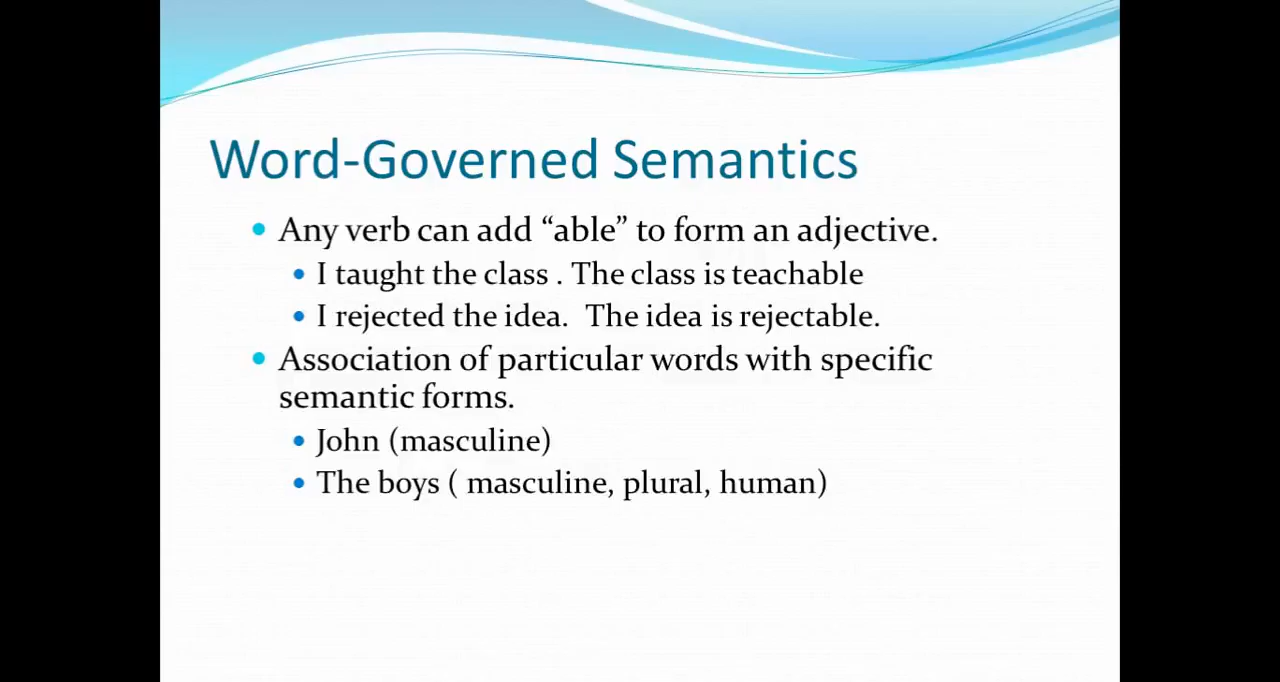 Word-Governed Semantics
Any verb can add “able” to form an adjective.
I taught the class . The class is teachable
I rejected the idea.  The idea is rejectable.
Association of particular words with specific
semantic forms.
John (masculine)
The boys ( masculine, plural, human)